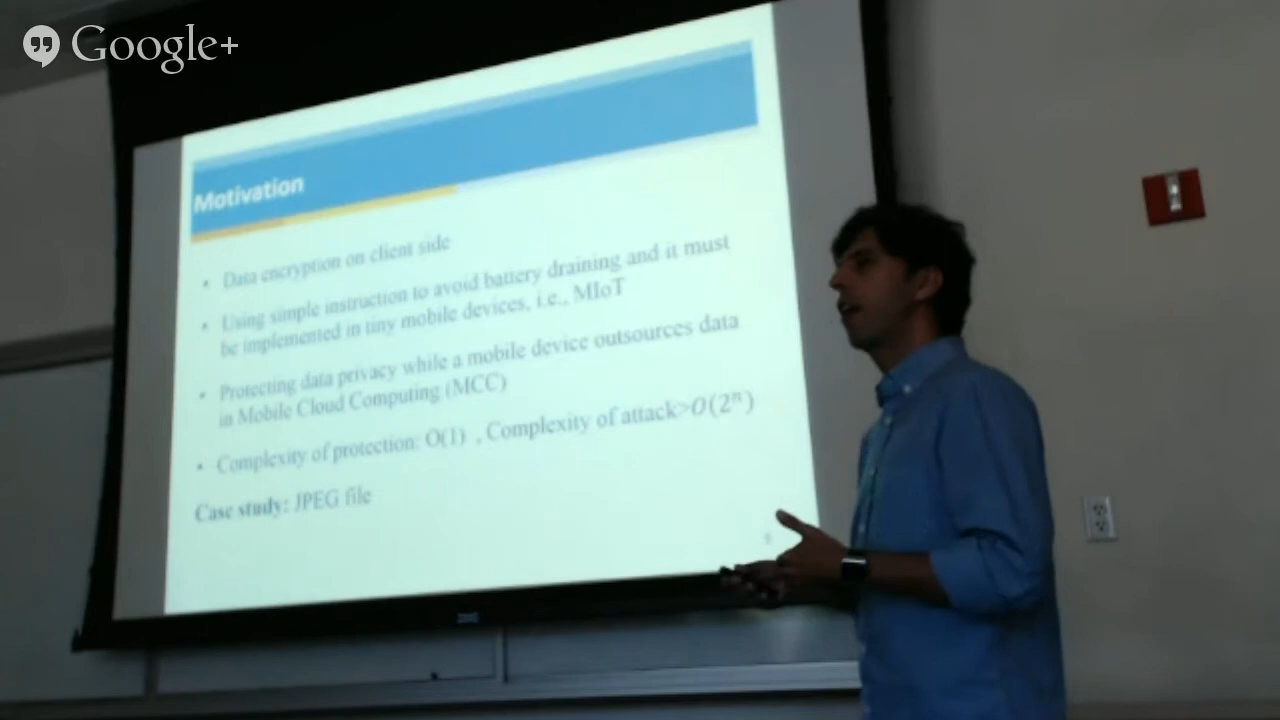 Google+
Motivation
• Data encryption on client side
• Using simple instruction to avoid battery draining and it must
be implemented in tiny mobile devices, i.e., MIoT
• Protecting data privacy while a mobile device outsources data
in Mobile Cloud Computing (MCC)
• Complexity of protection: O(1) , Complexity of attack>O(2ⁿ)
Case study: JPEG file